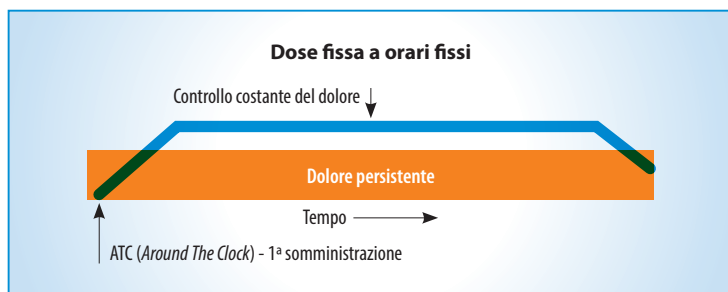 Dose fissa a orari fissi
Controllo costante del dolore
Dolore persistente
Tempo
ATC (Around The Clock) - 1ª somministrazione